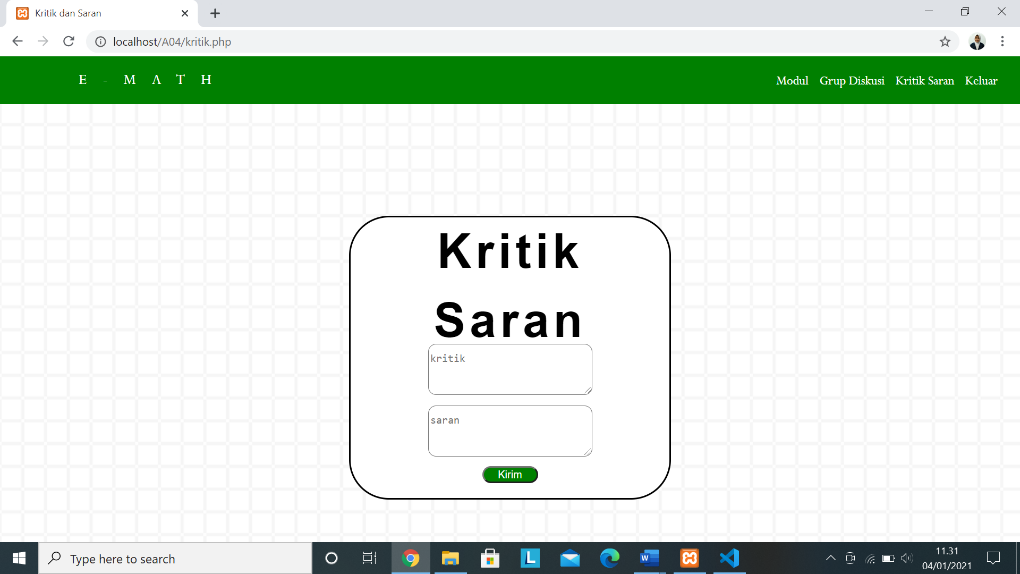 Kritik dan Saran
localhost/A04/kritik.php
E - M A T H
Modul Grup Diskusi Kritik Saran Keluar
Kritik
Saran
kritik
saran
Kirim
Type here to search
11.31
04/01/2021